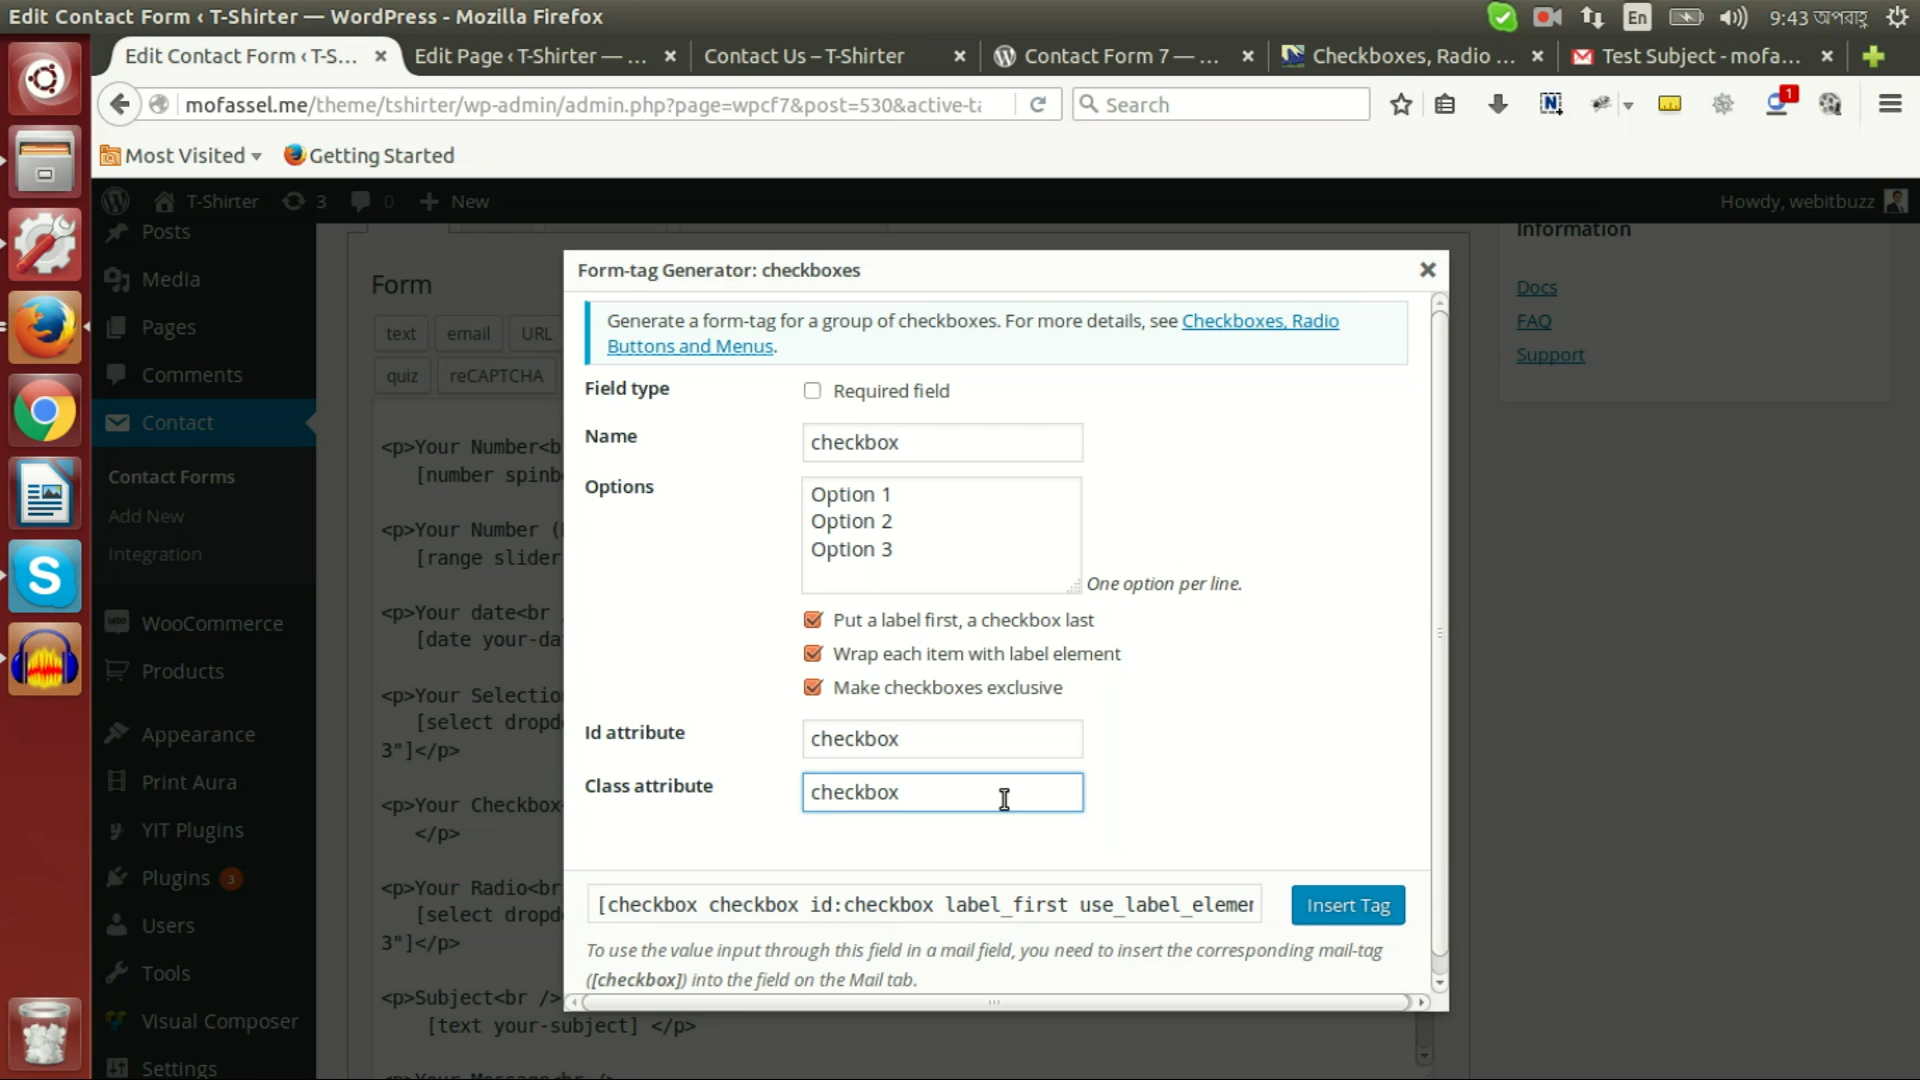 Edit Contact Form ‹ T-Shirter — WordPress - Mozilla Firefox
En
9:43 অপরাহ্ণ
Edit Contact Form ‹ T-S...
Edit Page ‹ T-Shirter — ...
Contact Us – T-Shirter
Contact Form 7 — ...
Checkboxes, Radio ...
Test Subject - mofa...
mofassel.me/theme/tshirter/wp-admin/admin.php?page=wpcf7&post=530&active-ta
Search
1
Most Visited
Getting Started
T-Shirter
3
0
New
Howdy, webitbuzz
Posts
Media
Pages
Comments
Contact
Contact Forms
Add New
Integration
WooCommerce
Products
Appearance
Print Aura
YIT Plugins
Plugins 3
Users
Tools
Visual Composer
Settings
Form
text
email
URL
quiz
reCAPTCHA
<p>Your Number<b
[number spinb
<p>Your Number (
[range slider
<p>Your date<br
[date your-da
<p>Your Selection
[select dropd
3"]</p>
<p>Your Checkbox
</p>
<p>Your Radio<br
[select dropd
3"]</p>
<p>Subject<br />
[text your-subject] </p>
<p>Your Message<br />
Form-tag Generator: checkboxes
Generate a form-tag for a group of checkboxes. For more details, see Checkboxes, Radio
Buttons and Menus.
Field type
Required field
Name
checkbox
Options
Option 1
Option 2
Option 3
One option per line.
Put a label first, a checkbox last
Wrap each item with label element
Make checkboxes exclusive
Id attribute
checkbox
Class attribute
checkbox
[checkbox checkbox id:checkbox label_first use_label_elemen
Insert Tag
To use the value input through this field in a mail field, you need to insert the corresponding mail-tag
([checkbox]) into the field on the Mail tab.
Information
Docs
FAQ
Support